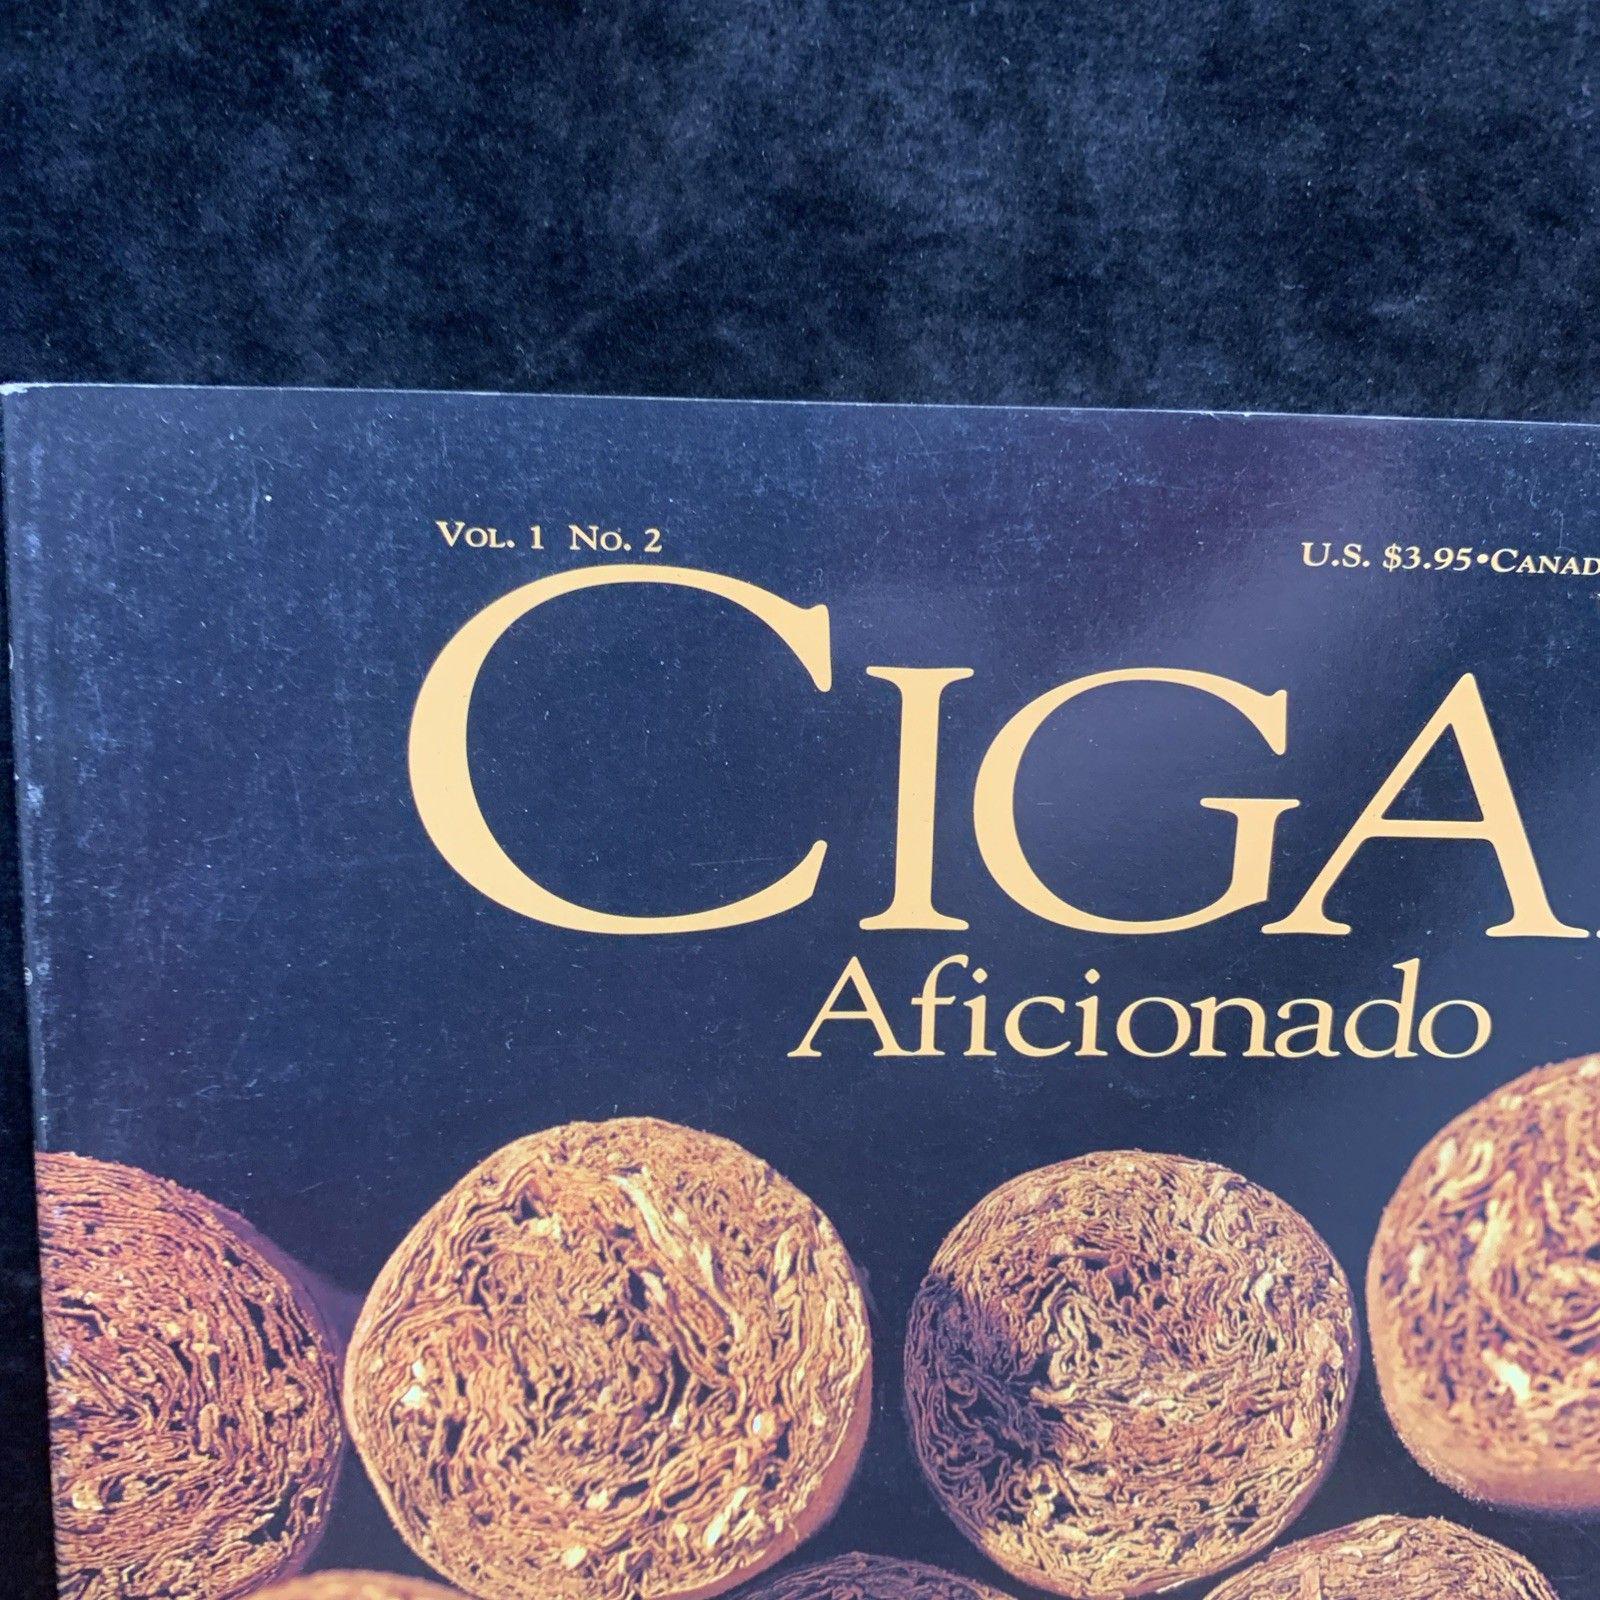 VOL. 1 NO. 2
U.S. $3.95•CANAD
CIGA
Aficionado